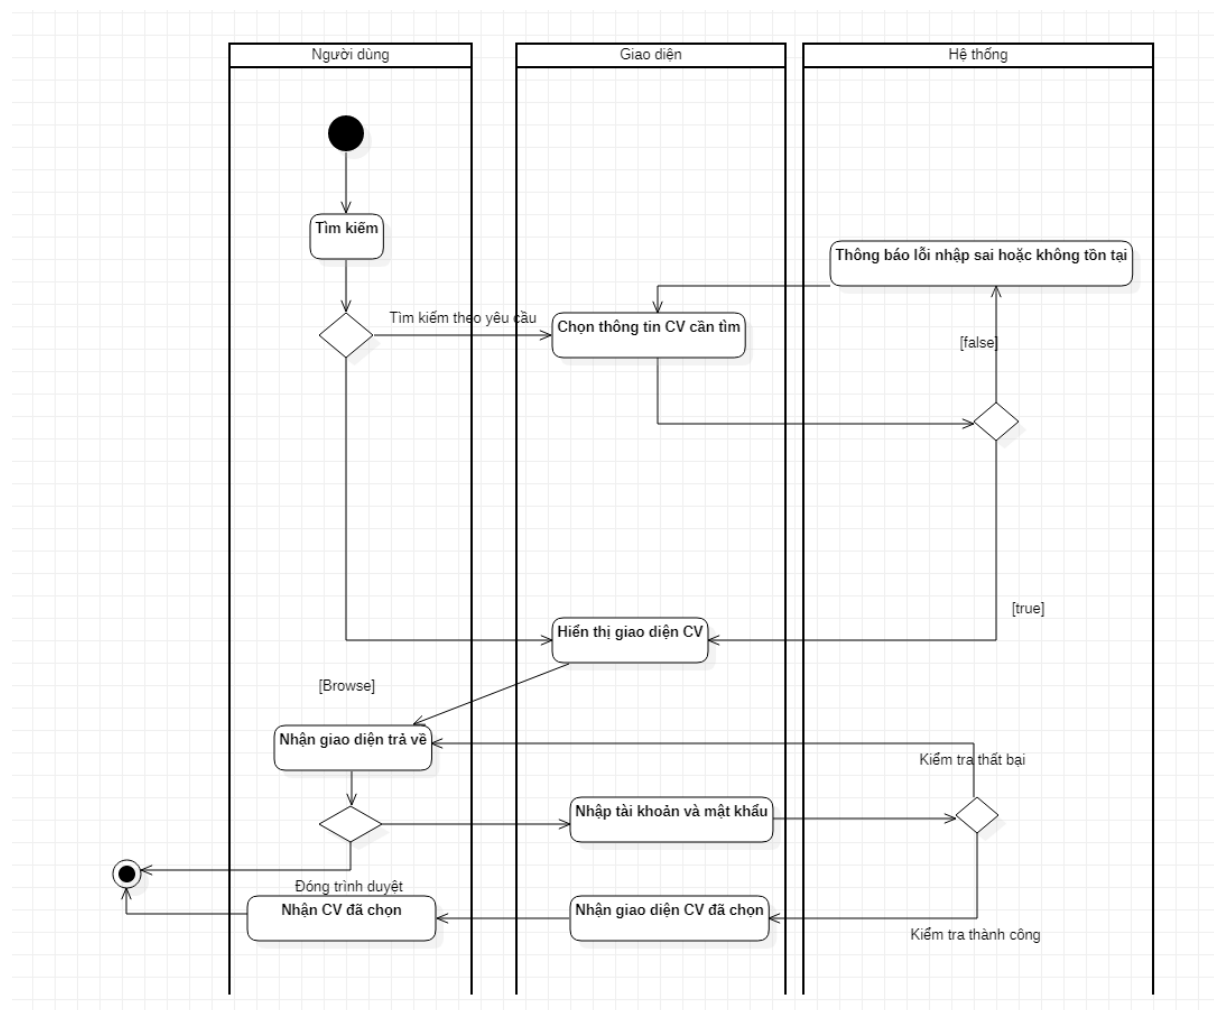 Người dùng
Giao diện
Hệ thống
Tìm kiếm
Thông báo lỗi nhập sai hoặc không tồn tại
Tìm kiếm theo yêu cầu
Chọn thông tin CV cần tìm
[false]
[true]
Hiển thị giao diện CV
[Browse]
Nhận giao diện trả về
Kiểm tra thất bại
Nhập tài khoản và mật khẩu
Đóng trình duyệt
Nhận CV đã chọn
Nhận giao diện CV đã chọn
Kiểm tra thành công